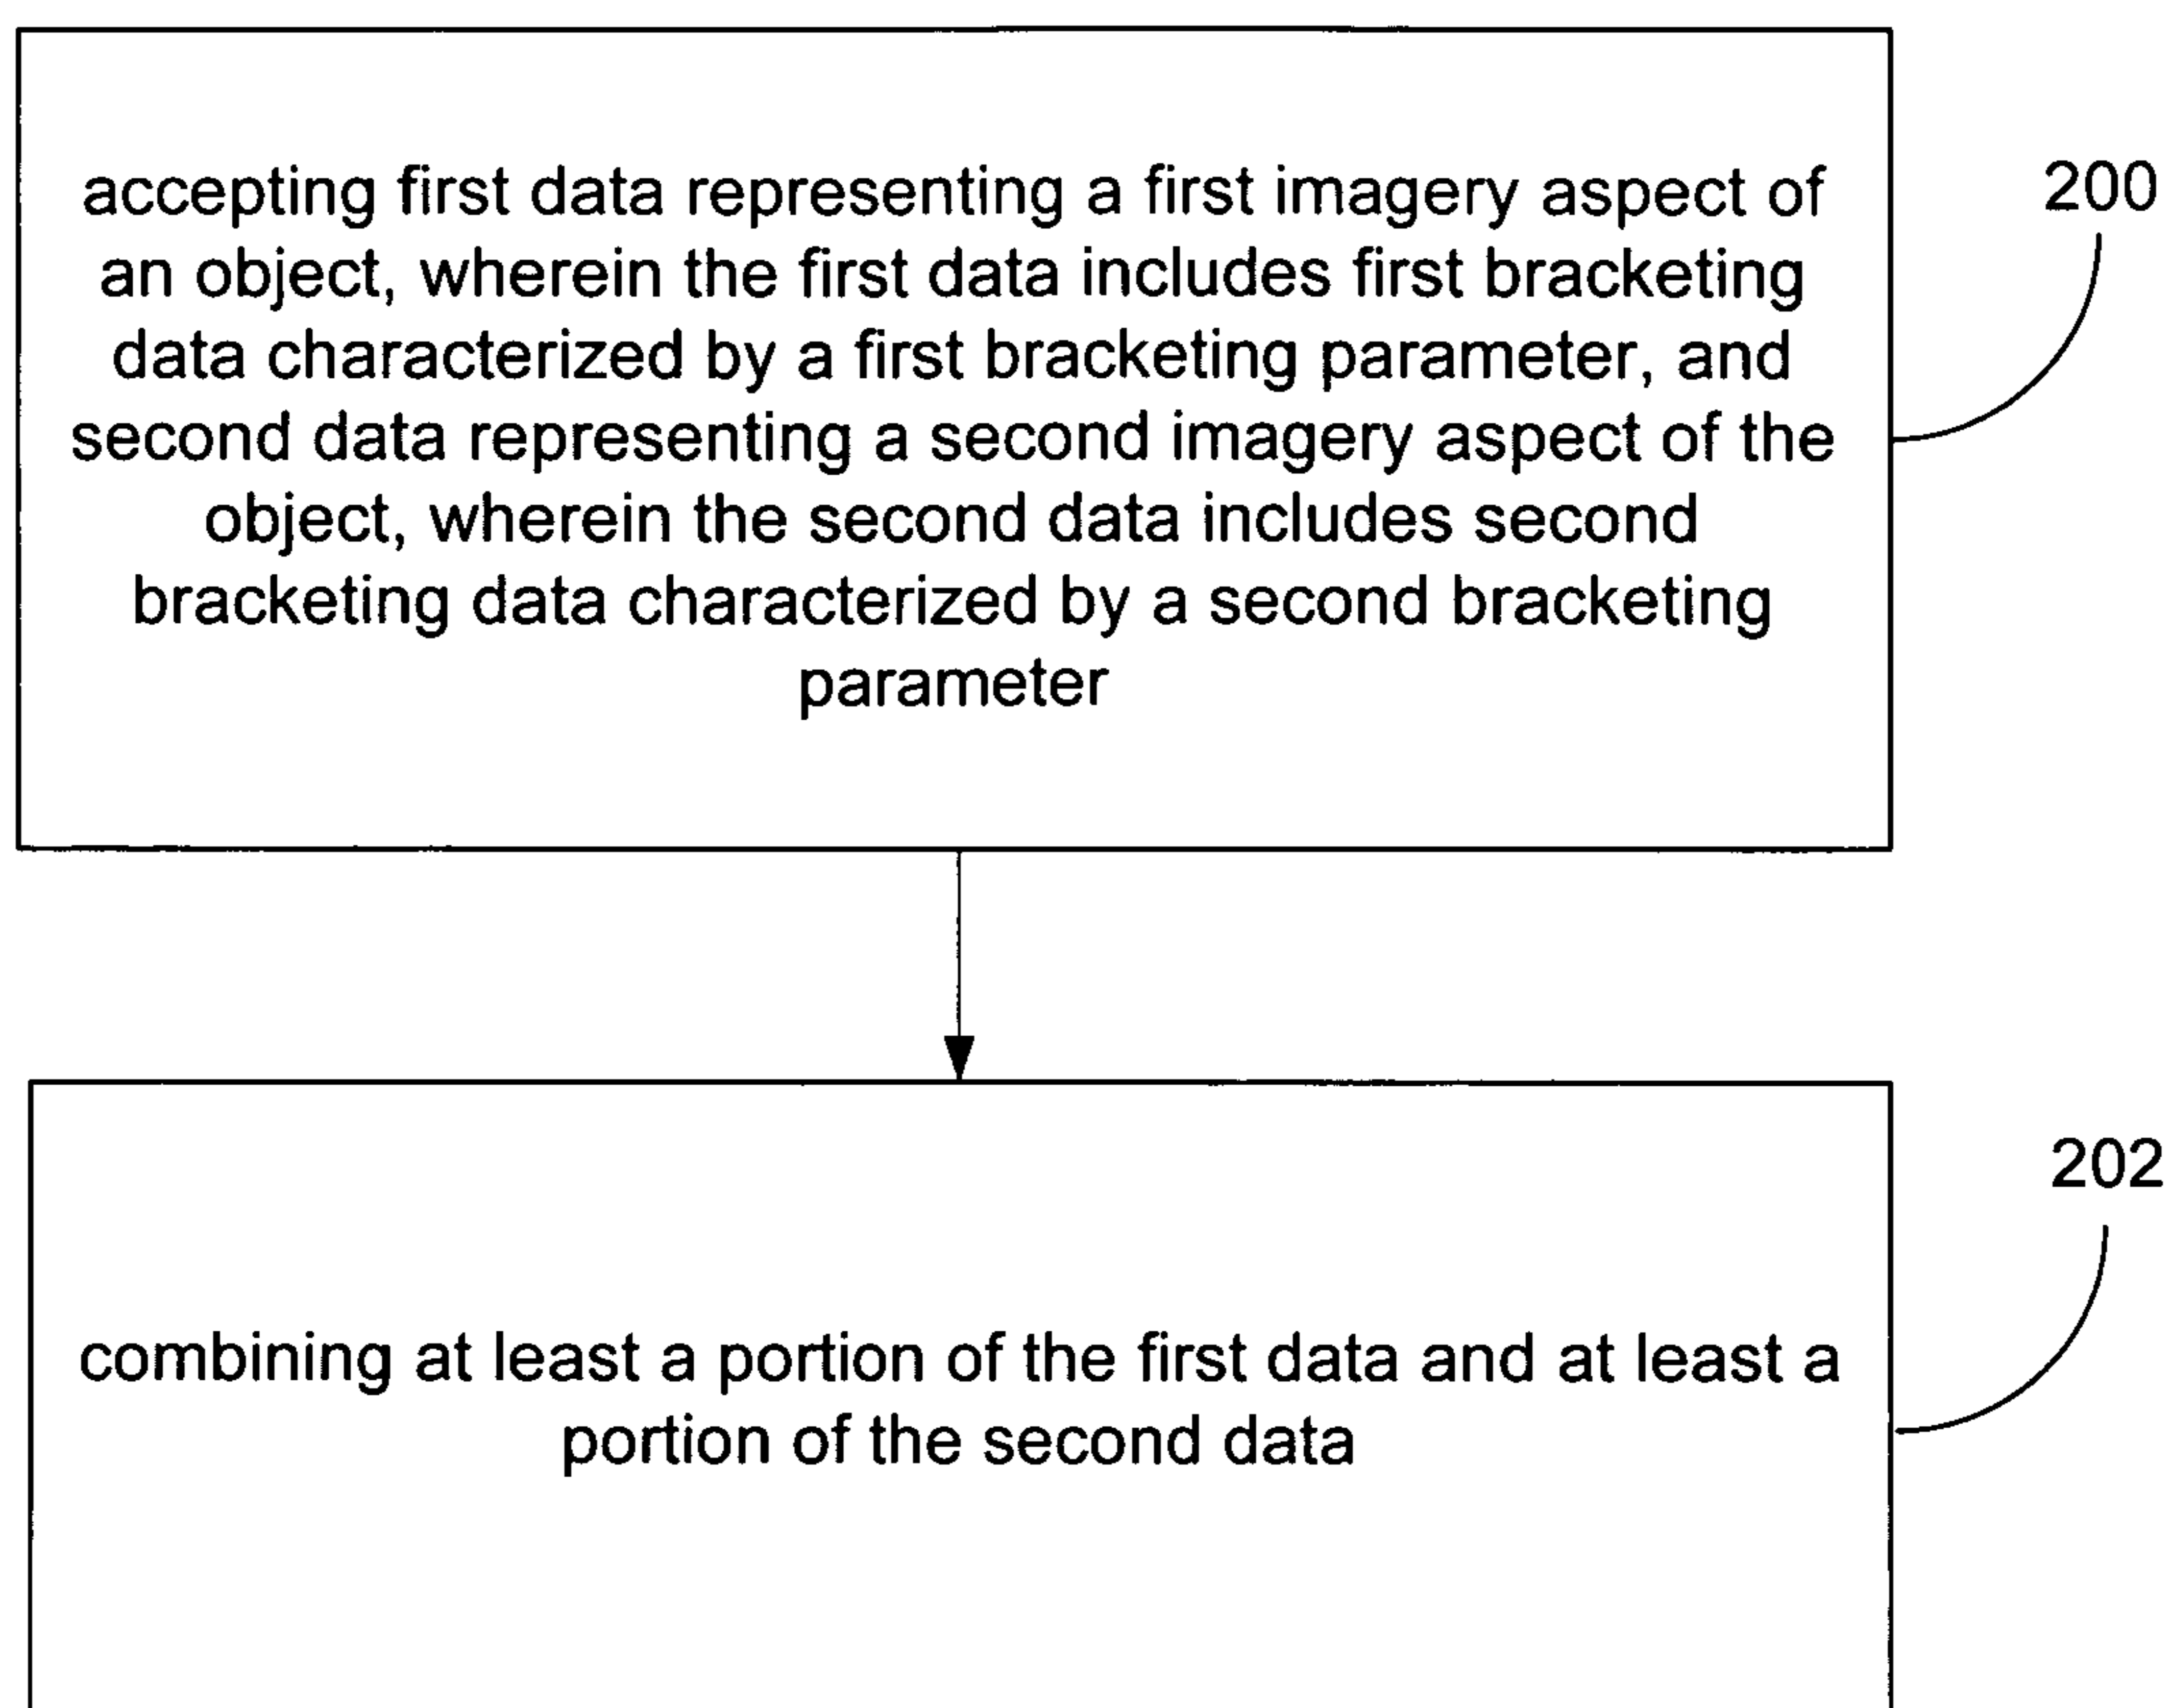 accepting first data representing a first imagery aspect of
an object, wherein the first data includes first bracketing
data characterized by a first bracketing parameter, and
second data representing a second imagery aspect of the
object, wherein the second data includes second
bracketing data characterized by a second bracketing
parameter
200
combining at least a portion of the first data and at least a
portion of the second data
202